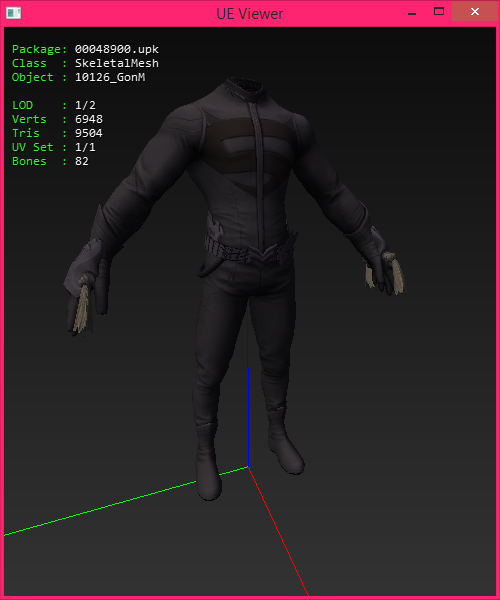 UE Viewer
Package: 00048900.upk
Class : SkeletalMesh
Object : 10126_GonM
LOD : 1/2
Verts : 6948
Tris : 9504
UV Set : 1/1
Bones : 82